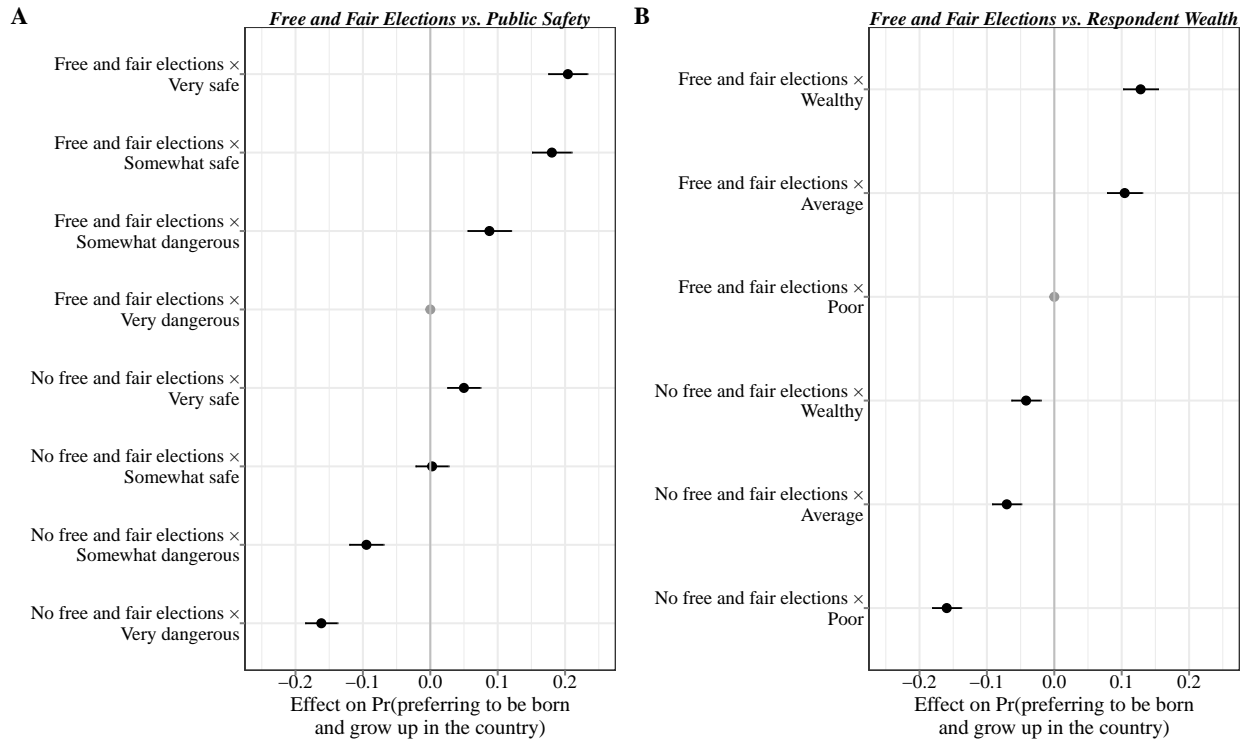 A
Free and Fair Elections vs. Public Safety
Free and fair elections ×
Very safe
Free and fair elections ×
Somewhat safe
Free and fair elections ×
Somewhat dangerous
Free and fair elections ×
Very dangerous
No free and fair elections ×
Very safe
No free and fair elections ×
Somewhat safe
No free and fair elections ×
Somewhat dangerous
No free and fair elections ×
Very dangerous
−0.2 −0.1 0.0 0.1 0.2
Effect on Pr(preferring to be born
and grow up in the country)
B
Free and Fair Elections vs. Respondent Wealth
Free and fair elections ×
Wealthy
Free and fair elections ×
Average
Free and fair elections ×
Poor
No free and fair elections ×
Wealthy
No free and fair elections ×
Average
No free and fair elections ×
Poor
−0.2 −0.1 0.0 0.1 0.2
Effect on Pr(preferring to be born
and grow up in the country)